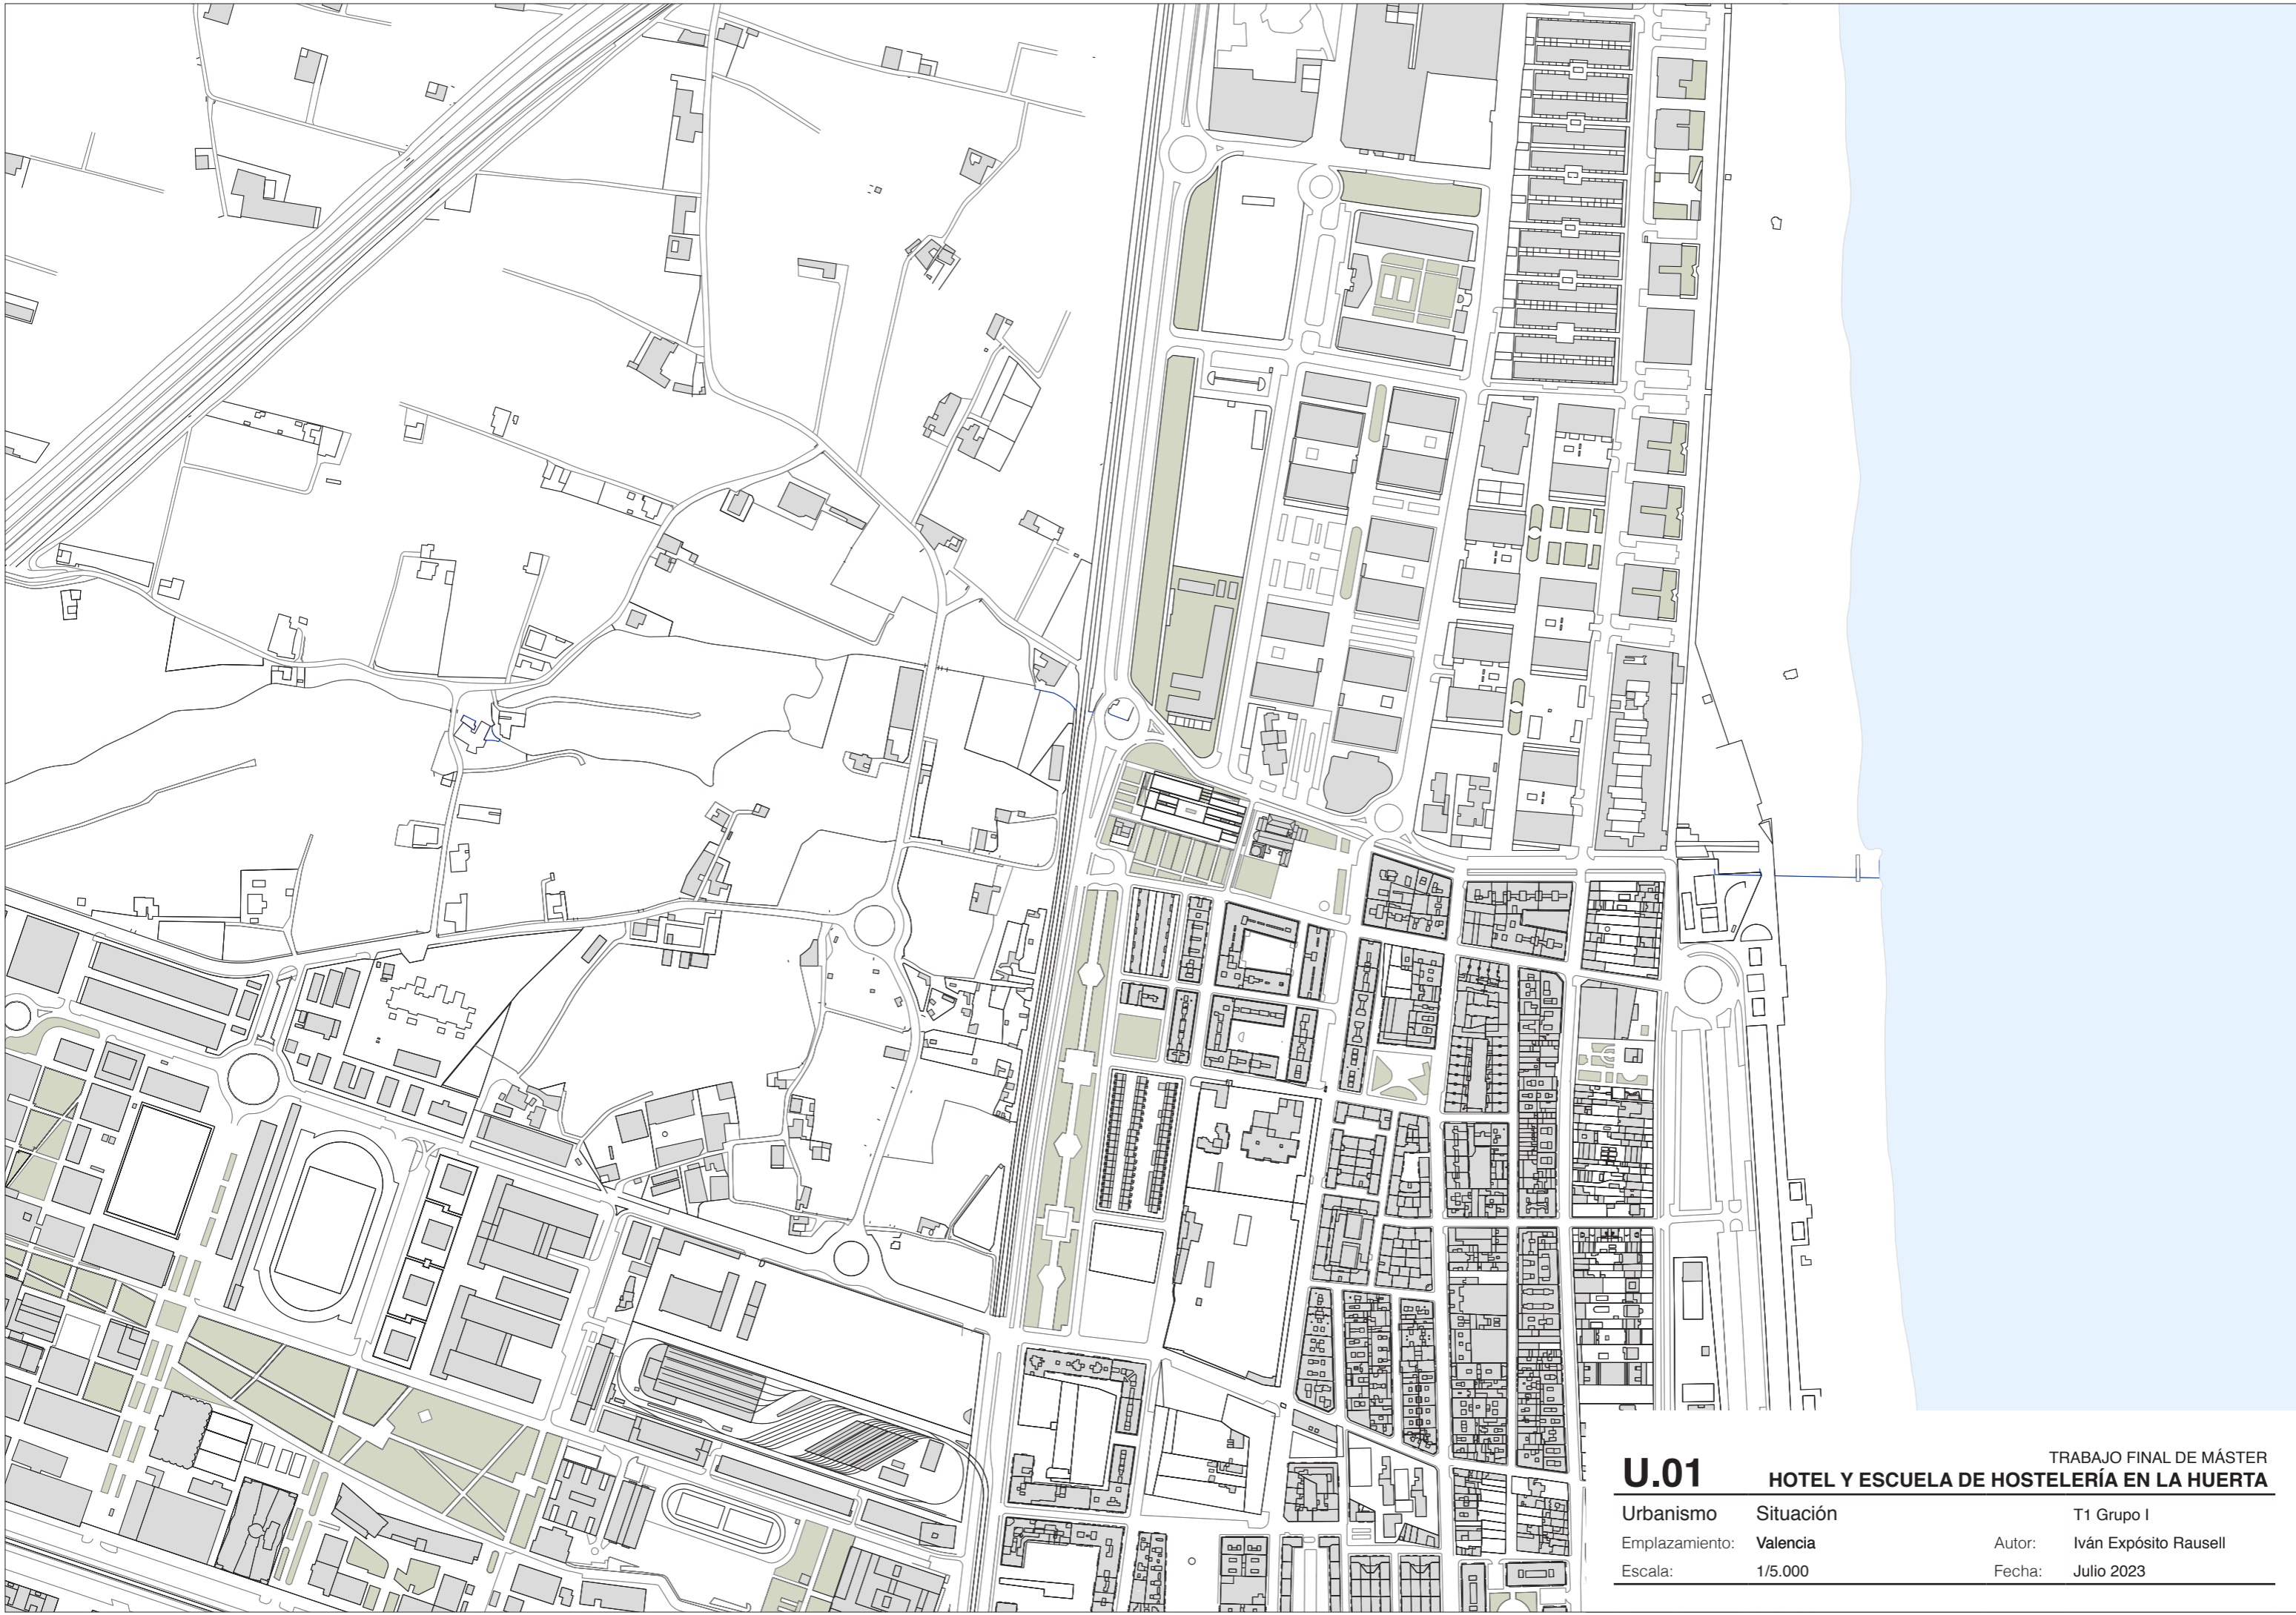 U.01
TRABAJO FINAL DE MÁSTER
HOTEL Y ESCUELA DE HOSTELERÍA EN LA HUERTA
Urbanismo Situación T1 Grupo I
Emplazamiento: Valencia Autor: Iván Expósito Rausell
Escala: 1/5.000 Fecha: Julio 2023